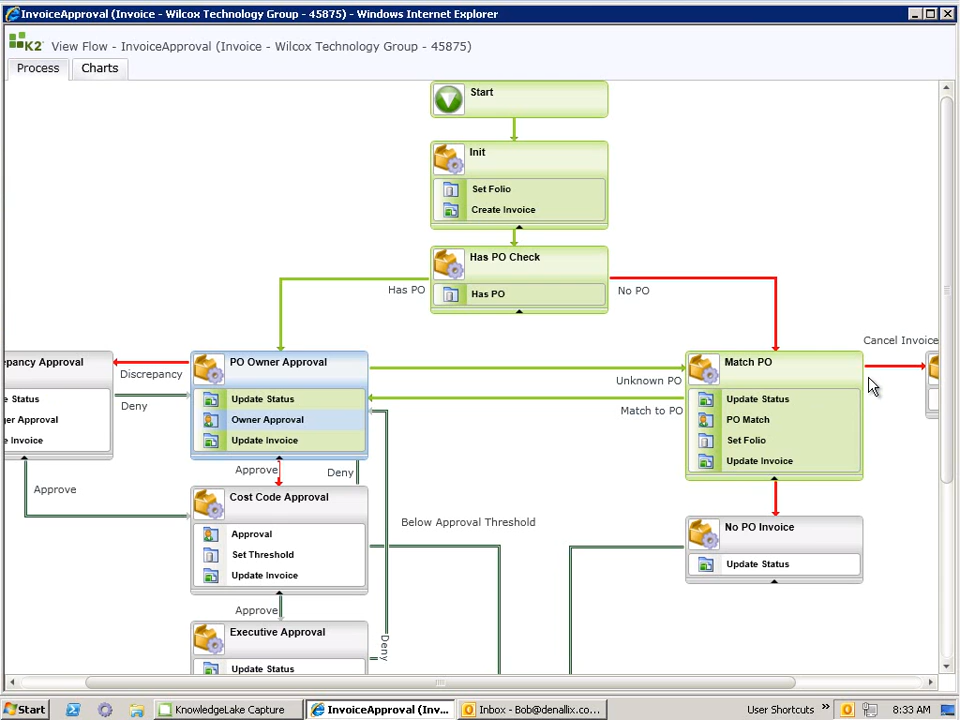 InvoiceApproval (Invoice - Wilcox Technology Group - 45875) - Windows Internet Explorer
K2 View Flow - InvoiceApproval (Invoice - Wilcox Technology Group - 45875)
Process Charts
Start
Init
Set Folio
Create Invoice
Has PO Check
Has PO
Has PO
No PO
Cancel Invoice
epancy Approval
e Status
ger Approval
e Invoice
Discrepancy
Deny
PO Owner Approval
Update Status
Owner Approval
Update Invoice
Unknown PO
Match to PO
Match PO
Update Status
PO Match
Set Folio
Update Invoice
Approve
Approve
Deny
Cost Code Approval
Approval
Set Threshold
Update Invoice
Below Approval Threshold
No PO Invoice
Update Status
Approve
Deny
Executive Approval
Update Status
Start KnowledgeLake Capture InvoiceApproval (Inv... Inbox - Bob@denallix.co... User Shortcuts » 8:33 AM